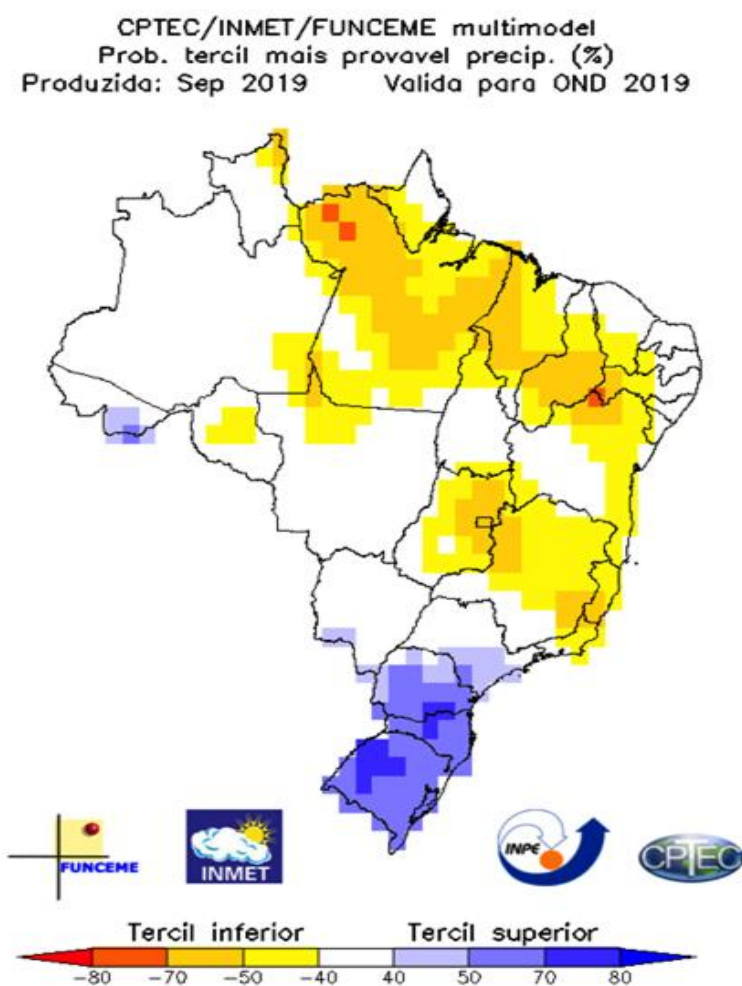 CPTEC/INMET/FUNCEME multimodel
Prob. tercil mais provavel precip. (%)
Produzida: Sep 2019 Valida para OND 2019
FUNCEME
INMET
INPE
CPTEC
Tercil inferior Tercil superior
-80 -70 -50 -40 40 50 70 80